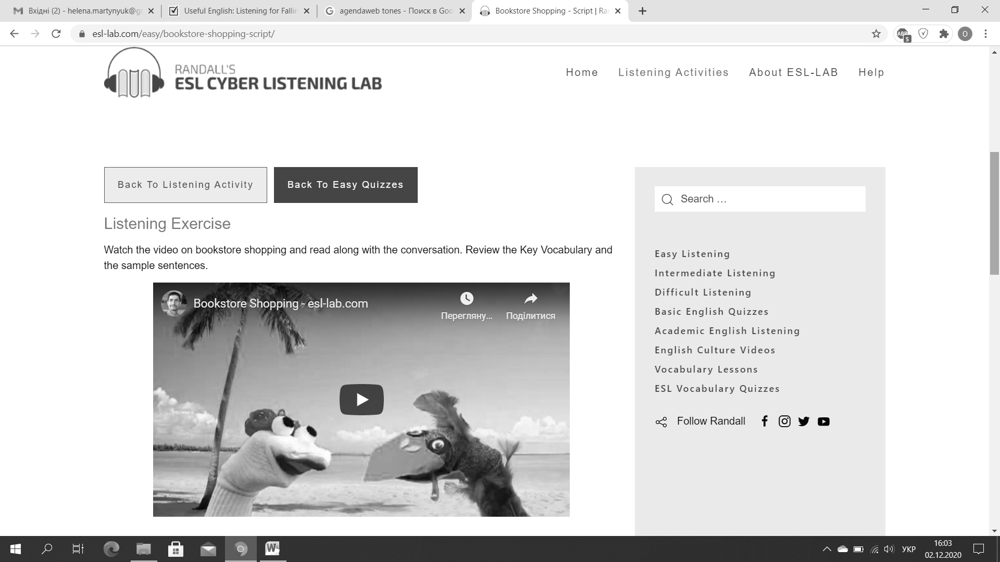 Вхідні (2) - helena.martynyuk@g
Useful English: Listening for Fallin
agendaweb tones - Поиск в Goo
Bookstore Shopping - Script | Ra
esl-lab.com/easy/bookstore-shopping-script/
ABP
5
O
RANDALL'S
ESL CYBER LISTENING LAB
Home
Listening Activities
About ESL-LAB
Help
Back To Listening Activity
Back To Easy Quizzes
Search …
Listening Exercise
Watch the video on bookstore shopping and read along with the conversation. Review the Key Vocabulary and
the sample sentences.
Bookstore Shopping - esl-lab.com
Перегляну...
Поділитися
Easy Listening
Intermediate Listening
Difficult Listening
Basic English Quizzes
Academic English Listening
English Culture Videos
Vocabulary Lessons
ESL Vocabulary Quizzes
Follow Randall
УКР
16:03
02.12.2020